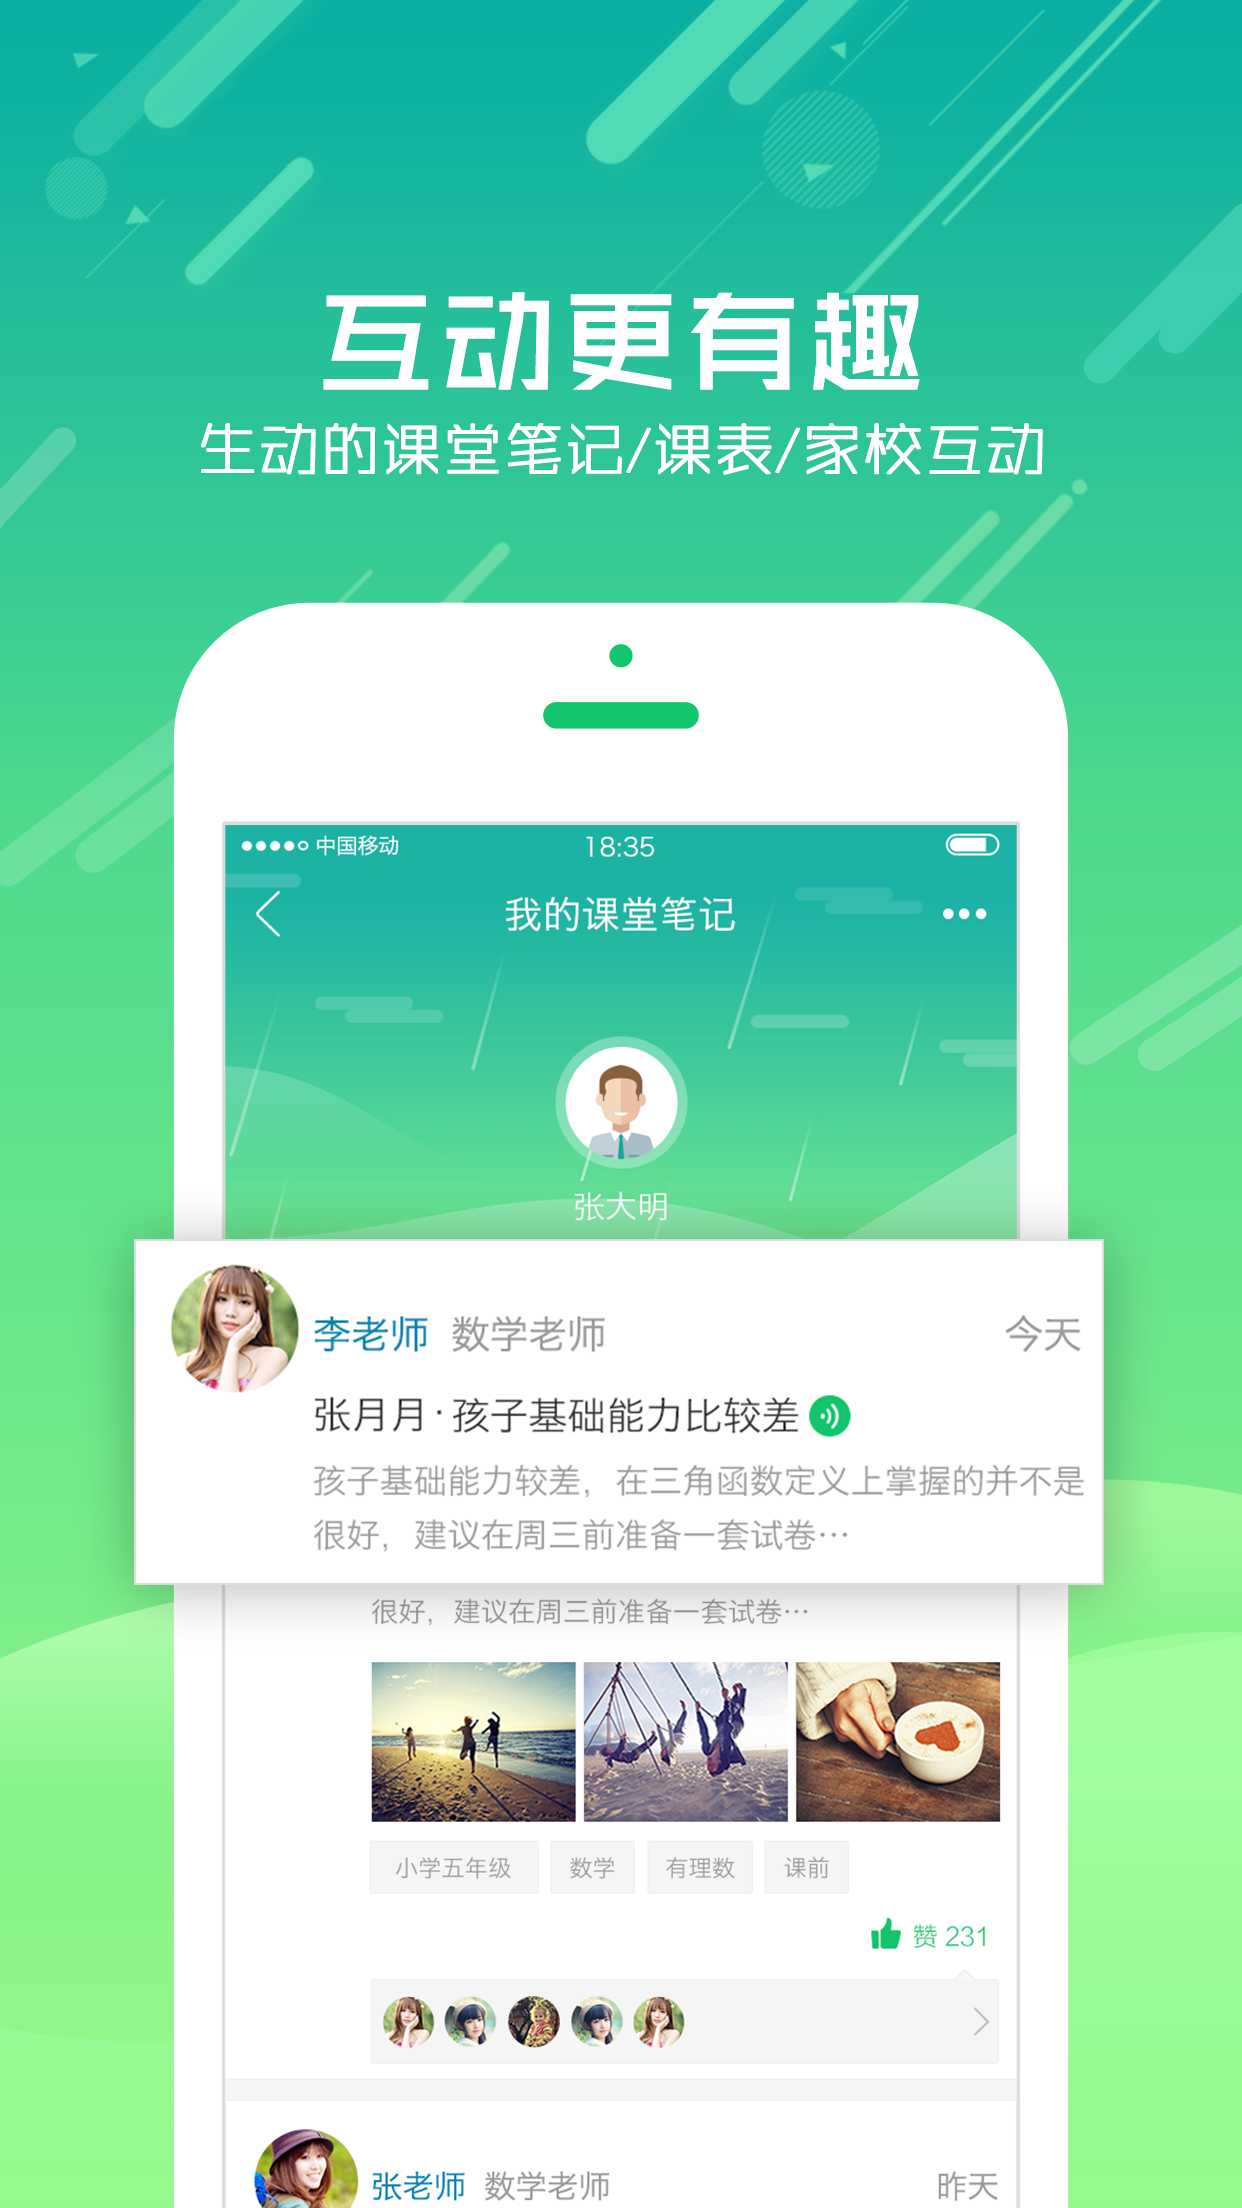 互动更有趣
生动的课堂笔记/课表/家校互动
中国移动 18:35
我的课堂笔记
张大明
李老师 数学老师 今天
张月月·孩子基础能力比较差
孩子基础能力较差，在三角函数定义上掌握的并不是
很好，建议在周三前准备一套试卷…
很好，建议在周三前准备一套试卷…
小学五年级 数学 有理数 课前
赞 231
张老师 数学老师 昨天